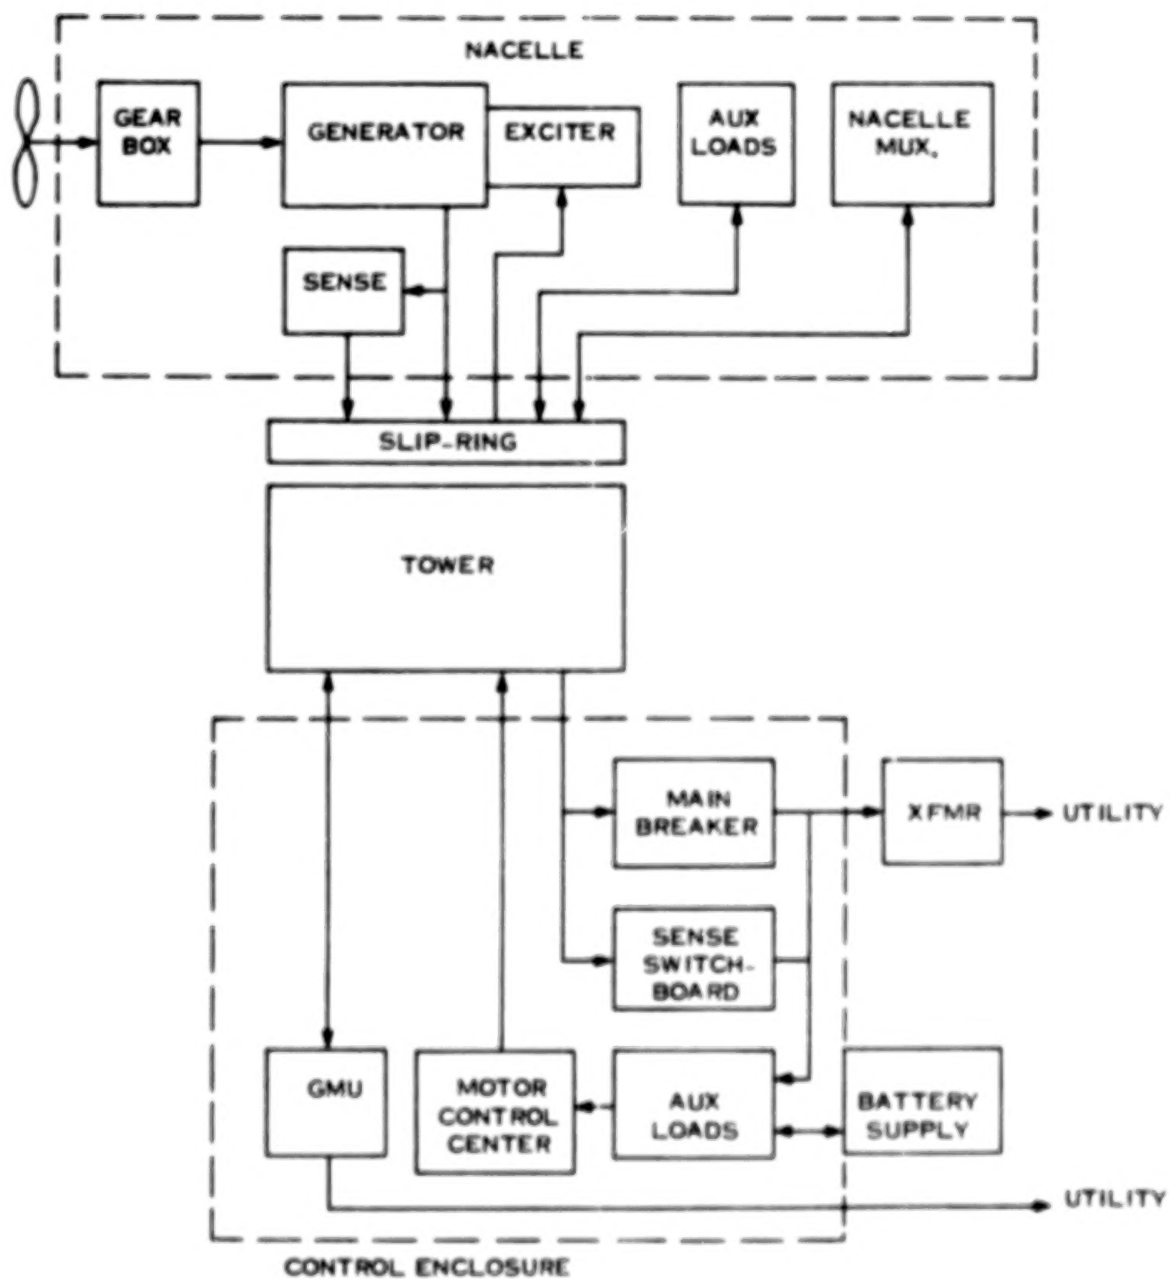 NACELLE
GEAR
BOX
GENERATOR
EXCITER
AUX
LOADS
NACELLE
MUX.
SENSE
SLIP-RING
TOWER
MAIN
BREAKER
XFMR
UTILITY
SENSE
SWITCH-
BOARD
GMU
MOTOR
CONTROL
CENTER
AUX
LOADS
BATTERY
SUPPLY
UTILITY
CONTROL ENCLOSURE